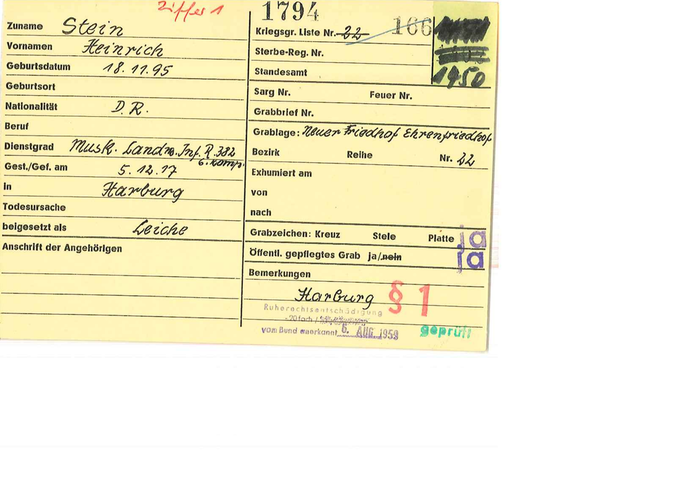 Ziffer 1
Zuname Stein
Vornamen Heinrich
Geburtsdatum 18.11.95
Geburtsort
Nationalität D.R.
Beruf
Dienstgrad Musk. Landw. Inf. R. 382
6. Komp.
Gest./Gef. am 5.12.17
in Harburg
Todesursache
beigesetzt als Leiche
Anschrift der Angehörigen
1794
Kriegsgr. Liste Nr. 22 166
1950
Sterbe-Reg. Nr.
Standesamt
Sarg Nr. Feuer Nr.
Grabbrief Nr.
Grablage: Neuer Friedhof Ehrenfriedhof
Bezirk Reihe Nr. 22
Exhumiert am
von
nach
Grabzeichen: Kreuz Stele Platte ja
Öffentl. gepflegtes Grab ja/nein ja
Bemerkungen
Harburg § 1
Ruherechtsentschädigung
-20fach/
vom Bund anerkannt 6. AUG. 1959
geprüft